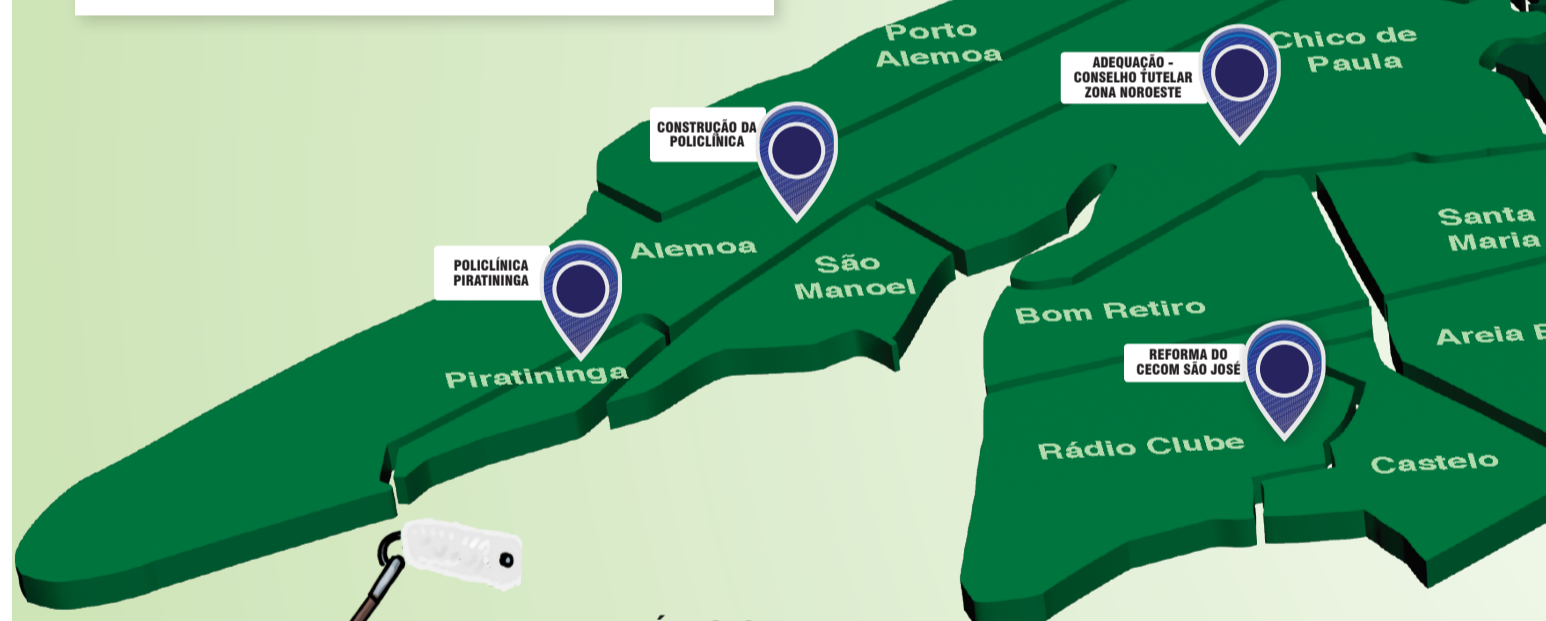 Porto
Alemoa
Chico de
Paula
ADEQUAÇÃO -
CONSELHO TUTELAR
ZONA NOROESTE
CONSTRUÇÃO DA
POLICLÍNICA
Santa
Maria
Alemoa
POLICLÍNICA
PIRATININGA
São
Manoel
Bom Retiro
Areia
REFORMA DO
CECOM SÃO JOSÉ
Piratininga
Rádio Clube
Castelo